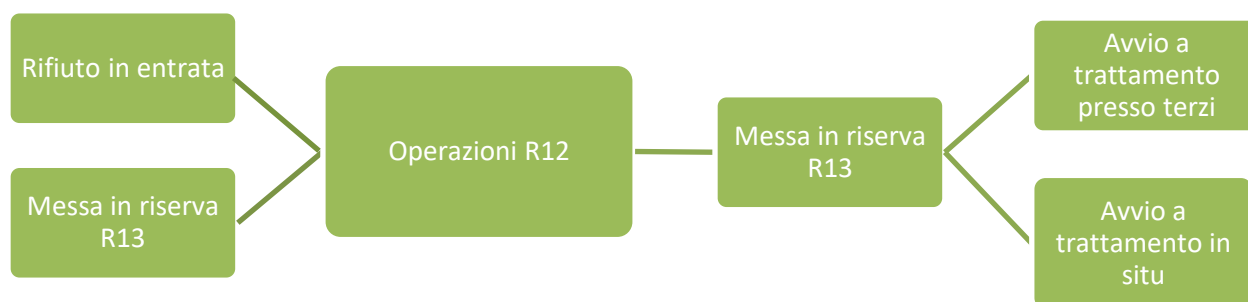 Rifiuto in entrata
Messa in riserva
R13
Operazioni R12
Messa in riserva
R13
Avvio a
trattamento
presso terzi
Avvio a
trattamento in
situ